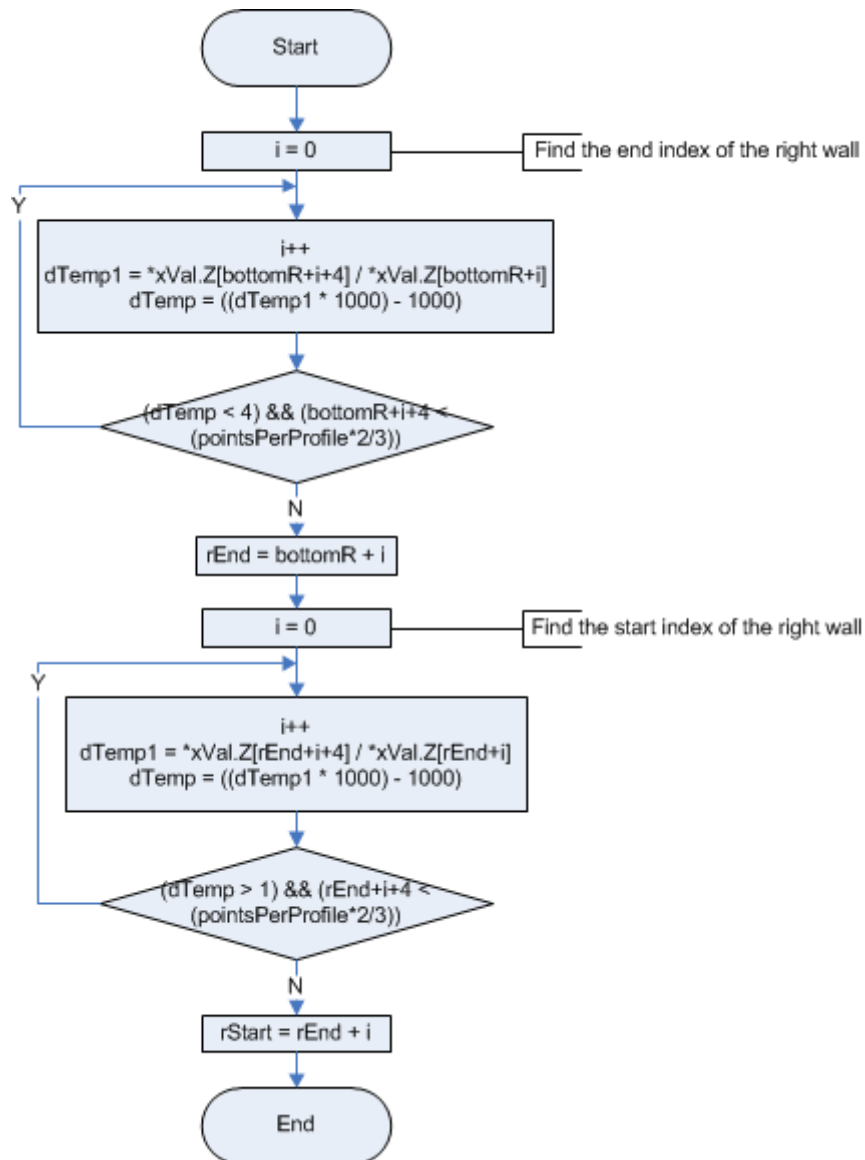 Start
i = 0
Find the end index of the right wall
Y
i++
dTemp1 = *xVal.Z[bottomR+i+4] / *xVal.Z[bottomR+i]
dTemp = ((dTemp1 * 1000) - 1000)
(dTemp < 4) && (bottomR+i+4 <
(pointsPerProfile*2/3))
N
rEnd = bottomR + i
i = 0
Find the start index of the right wall
Y
i++
dTemp1 = *xVal.Z[rEnd+i+4] / *xVal.Z[rEnd+i]
dTemp = ((dTemp1 * 1000) - 1000)
(dTemp > 1) && (rEnd+i+4 <
(pointsPerProfile*2/3))
N
rStart = rEnd + i
End